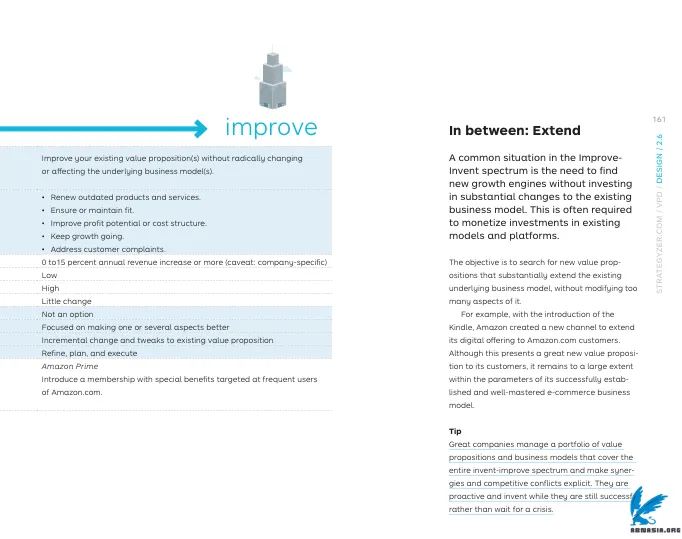 improve
Improve your existing value proposition(s) without radically changing
or affecting the underlying business model(s).
• Renew outdated products and services.
• Ensure or maintain fit.
• Improve profit potential or cost structure.
• Keep growth going.
• Address customer complaints.
0 to15 percent annual revenue increase or more (caveat: company-specific)
Low
High
Little change
Not an option
Focused on making one or several aspects better
Incremental change and tweaks to existing value proposition
Refine, plan, and execute
Amazon Prime
Introduce a membership with special benefits targeted at frequent users
of Amazon.com.
In between: Extend
A common situation in the Improve-
Invent spectrum is the need to find
new growth engines without investing
in substantial changes to the existing
business model. This is often required
to monetize investments in existing
models and platforms.
The objective is to search for new value prop-
ositions that substantially extend the existing
underlying business model, without modifying too
many aspects of it.
For example, with the introduction of the
Kindle, Amazon created a new channel to extend
its digital offering to Amazon.com customers.
Although this presents a great new value proposi-
tion to its customers, it remains to a large extent
within the parameters of its successfully estab-
lished and well-mastered e-commerce business
model.
Tip
Great companies manage a portfolio of value
propositions and business models that cover the
entire invent-improve spectrum and make syner-
gies and competitive conflicts explicit. They are
proactive and invent while they are still
rather than wait for a crisis.
161
STRATEGYZER.COM / VPD / DESIGN / 2.6
ABNASIA.ORG